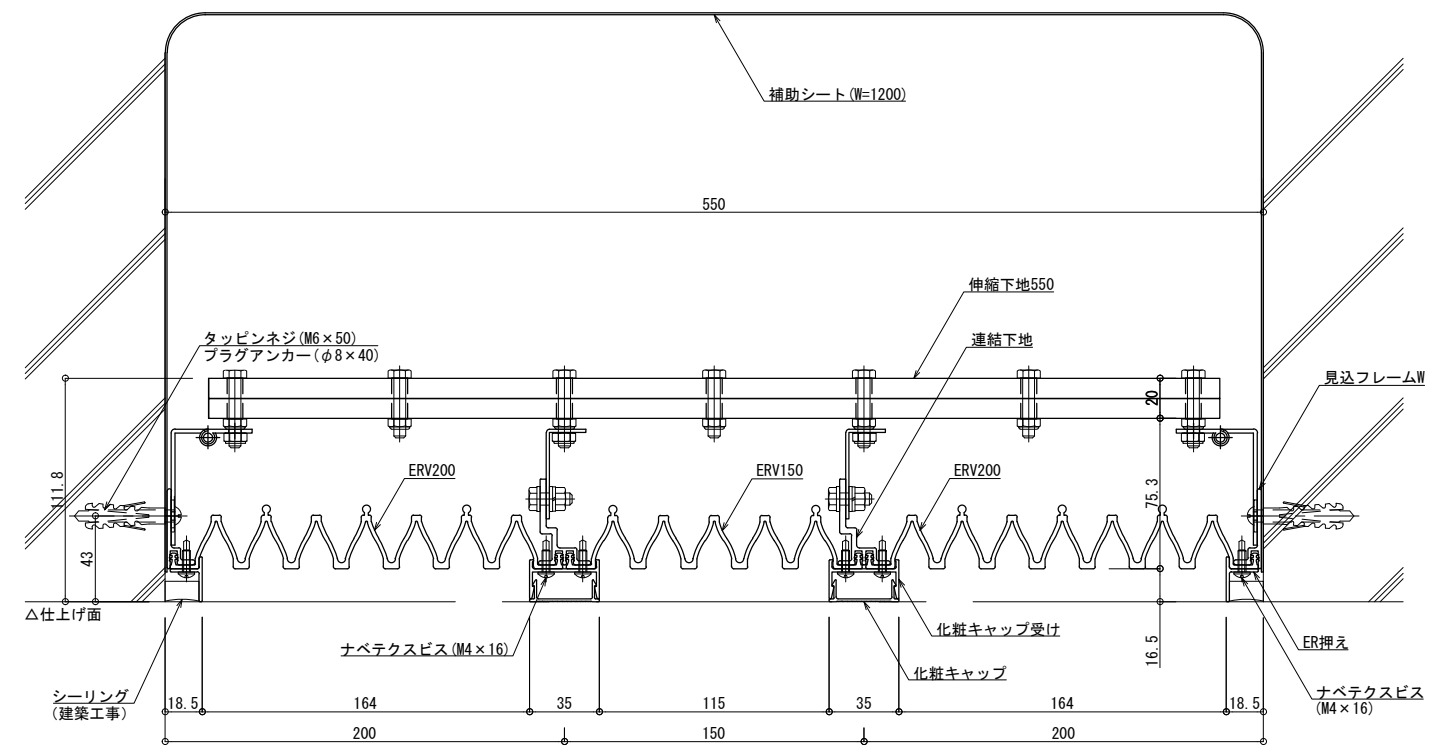 補助シート(W=1200)
550
伸縮下地550
タッピンネジ(M6×50)
プラグアンカー(φ8×40)
連結下地
見込フレームW
20
ERV200
ERV150
ERV200
111.8
75.3
43
△仕上げ面
化粧キャップ受け
16.5
ナベテクスビス(M4×16)
ER押え
化粧キャップ
シーリング
(建築工事)
ナベテクスビス
(M4×16)
18.5
164
35
115
35
164
18.5
200
150
200